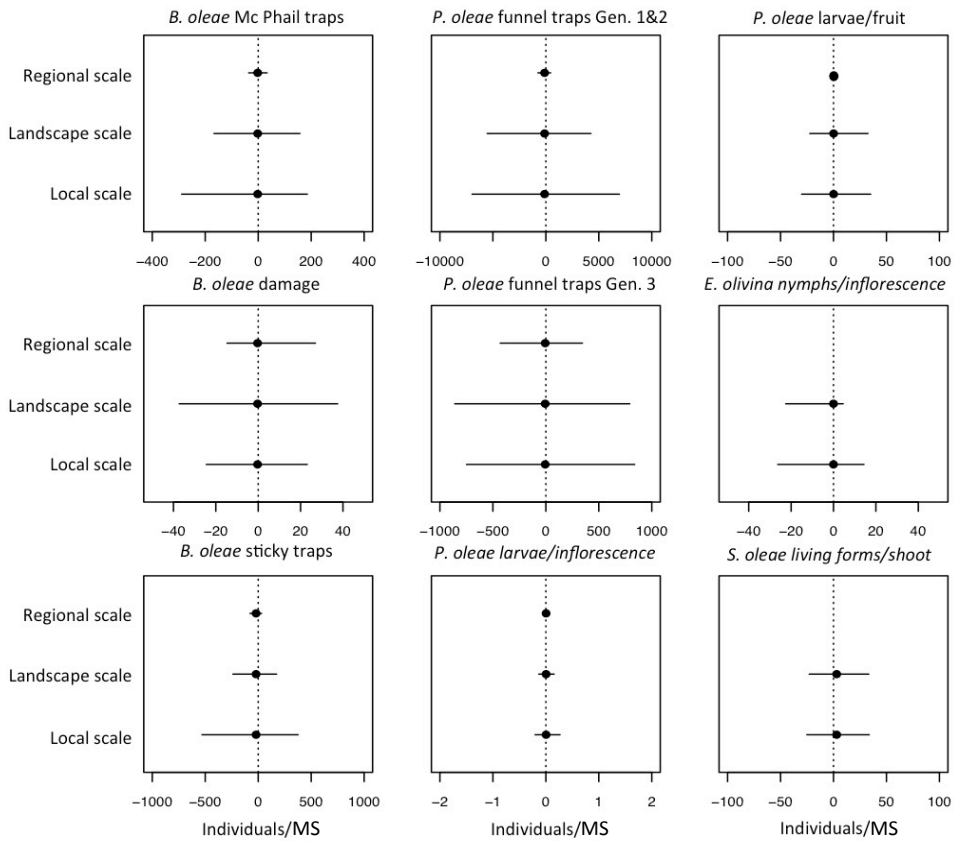 B. oleae Mc Phail traps P. oleae funnel traps Gen. 1&2 P. oleae larvae/fruit
Regional scale
Landscape scale
Local scale
−400 −200 0 200 400 −10000 0 5000 10000 −100 −50 0 50 100
B. oleae damage P. oleae funnel traps Gen. 3 E. olivina nymphs/inflorescence
Regional scale
Landscape scale
Local scale
−40 −20 0 20 40 −1000 −500 0 500 1000 −40 −20 0 20 40
B. oleae sticky traps P. oleae larvae/inflorescence S. oleae living forms/shoot
Regional scale
Landscape scale
Local scale
−1000 −500 0 500 1000 −2 −1 0 1 2 −100 −50 0 50 100
Individuals/MS Individuals/MS Individuals/MS